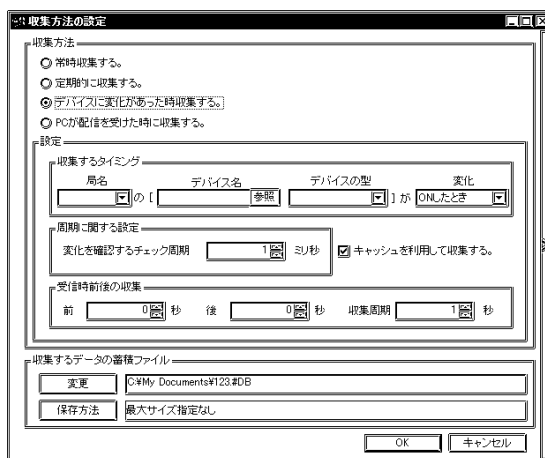 収集方法の設定
収集方法
常時収集する。
定期的に収集する。
デバイスに変化があった時収集する。
PCが配信を受けた時に収集する。
設定
収集するタイミング
局名 デバイス名 デバイスの型 変化
の [ 参照 ] が ONしたとき
周期に関する設定
変化を確認するチェック周期 1 ミリ秒 キャッシュを利用して収集する。
受信時前後の収集
前 0 秒 後 0 秒 収集周期 1 秒
収集するデータの蓄積ファイル
変更 C:¥My Documents¥123.#DB
保存方法 最大サイズ指定なし
OK キャンセル